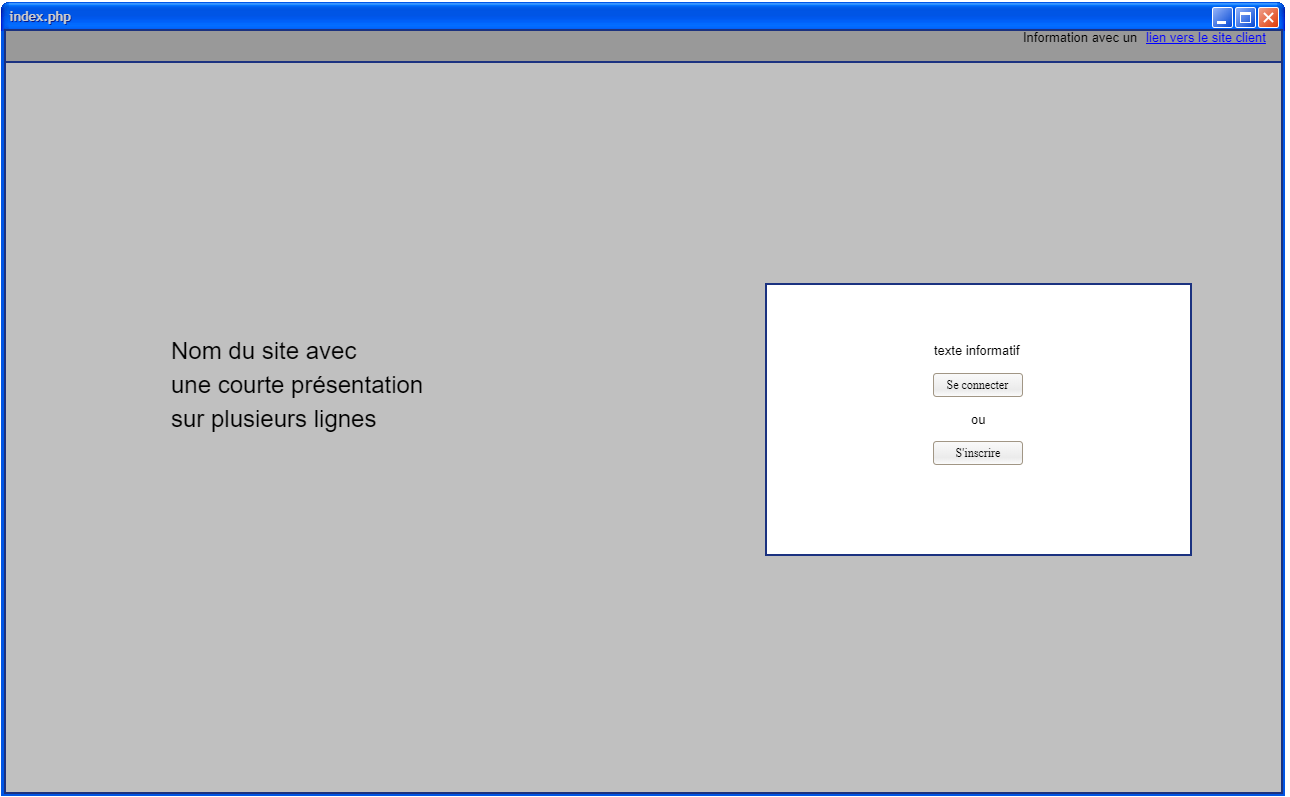 index.php
Information avec un lien vers le site client
Nom du site avec
une courte présentation
sur plusieurs lignes
texte informatif
Se connecter
ou
S'inscrire